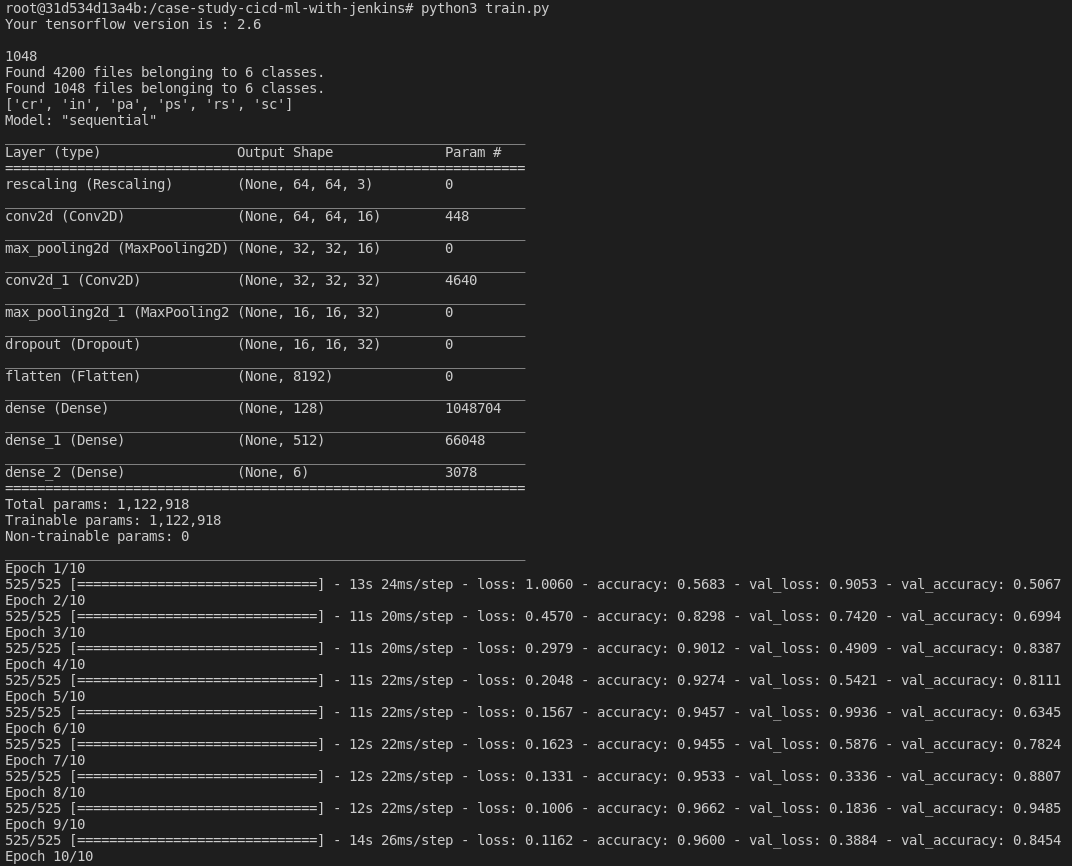 root@31d534d13a4b:/case-study-cicd-ml-with-jenkins# python3 train.py
Your tensorflow version is : 2.6
1048
Found 4200 files belonging to 6 classes.
Found 1048 files belonging to 6 classes.
['cr', 'in', 'pa', 'ps', 'rs', 'sc']
Model: "sequential"
_________________________________________________________________
Layer (type)                 Output Shape              Param #
=================================================================
rescaling (Rescaling)        (None, 64, 64, 3)         0
_________________________________________________________________
conv2d (Conv2D)              (None, 64, 64, 16)        448
_________________________________________________________________
max_pooling2d (MaxPooling2D) (None, 32, 32, 16)        0
_________________________________________________________________
conv2d_1 (Conv2D)            (None, 32, 32, 32)        4640
_________________________________________________________________
max_pooling2d_1 (MaxPooling2 (None, 16, 16, 32)        0
_________________________________________________________________
dropout (Dropout)            (None, 16, 16, 32)        0
_________________________________________________________________
flatten (Flatten)            (None, 8192)              0
_________________________________________________________________
dense (Dense)                (None, 128)               1048704
_________________________________________________________________
dense_1 (Dense)              (None, 512)               66048
_________________________________________________________________
dense_2 (Dense)              (None, 6)                 3078
=================================================================
Total params: 1,122,918
Trainable params: 1,122,918
Non-trainable params: 0
_________________________________________________________________
Epoch 1/10
525/525 [==============================] - 13s 24ms/step - loss: 1.0060 - accuracy: 0.5683 - val_loss: 0.9053 - val_accuracy: 0.5067
Epoch 2/10
525/525 [==============================] - 11s 20ms/step - loss: 0.4570 - accuracy: 0.8298 - val_loss: 0.7420 - val_accuracy: 0.6994
Epoch 3/10
525/525 [==============================] - 11s 20ms/step - loss: 0.2979 - accuracy: 0.9012 - val_loss: 0.4909 - val_accuracy: 0.8387
Epoch 4/10
525/525 [==============================] - 11s 22ms/step - loss: 0.2048 - accuracy: 0.9274 - val_loss: 0.5421 - val_accuracy: 0.8111
Epoch 5/10
525/525 [==============================] - 11s 22ms/step - loss: 0.1567 - accuracy: 0.9457 - val_loss: 0.9936 - val_accuracy: 0.6345
Epoch 6/10
525/525 [==============================] - 12s 22ms/step - loss: 0.1623 - accuracy: 0.9455 - val_loss: 0.5876 - val_accuracy: 0.7824
Epoch 7/10
525/525 [==============================] - 12s 22ms/step - loss: 0.1331 - accuracy: 0.9533 - val_loss: 0.3336 - val_accuracy: 0.8807
Epoch 8/10
525/525 [==============================] - 12s 22ms/step - loss: 0.1006 - accuracy: 0.9662 - val_loss: 0.1836 - val_accuracy: 0.9485
Epoch 9/10
525/525 [==============================] - 14s 26ms/step - loss: 0.1162 - accuracy: 0.9600 - val_loss: 0.3884 - val_accuracy: 0.8454
Epoch 10/10